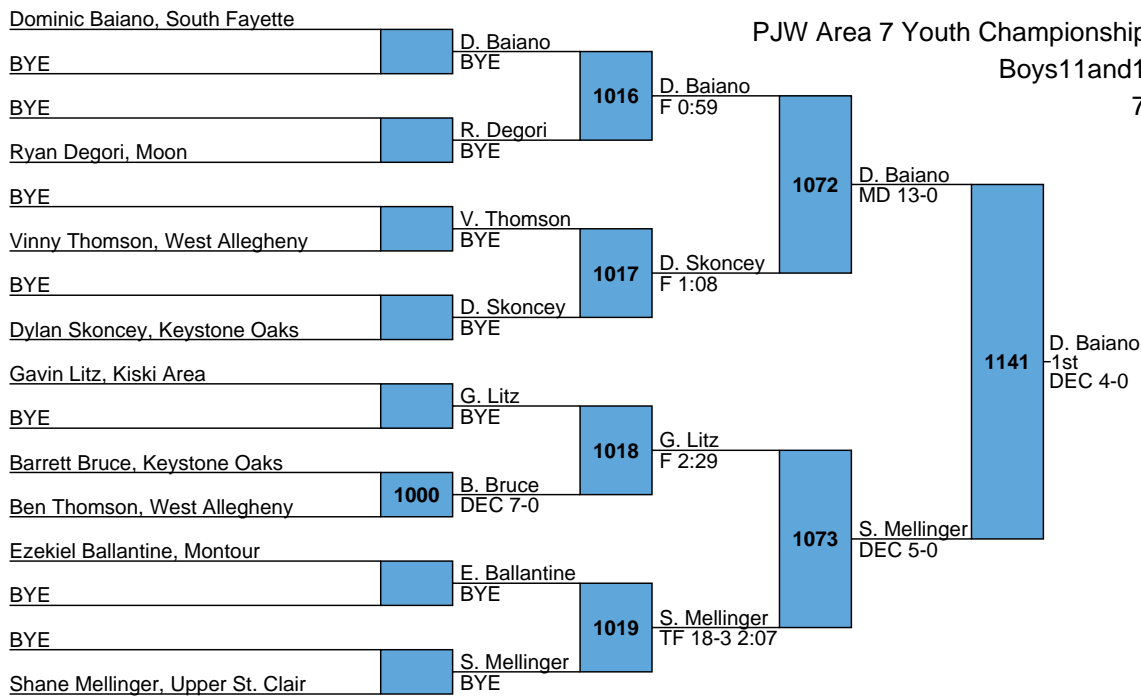 PJW Area 7 Youth Championship
Boys11and1
7
Dominic Baiano, South Fayette
BYE
BYE
Ryan Degori, Moon
BYE
Vinny Thomson, West Allegheny
BYE
Dylan Skoncey, Keystone Oaks
Gavin Litz, Kiski Area
BYE
Barrett Bruce, Keystone Oaks
Ben Thomson, West Allegheny
Ezekiel Ballantine, Montour
BYE
BYE
Shane Mellinger, Upper St. Clair
1000
D. Baiano
BYE
R. Degori
BYE
V. Thomson
BYE
D. Skoncey
BYE
G. Litz
BYE
B. Bruce
DEC 7-0
E. Ballantine
BYE
S. Mellinger
BYE
1016
1017
1018
1019
D. Baiano
F 0:59
D. Skoncey
F 1:08
G. Litz
F 2:29
S. Mellinger
TF 18-3 2:07
1072
1073
D. Baiano
MD 13-0
S. Mellinger
DEC 5-0
1141
D. Baiano
1st
DEC 4-0